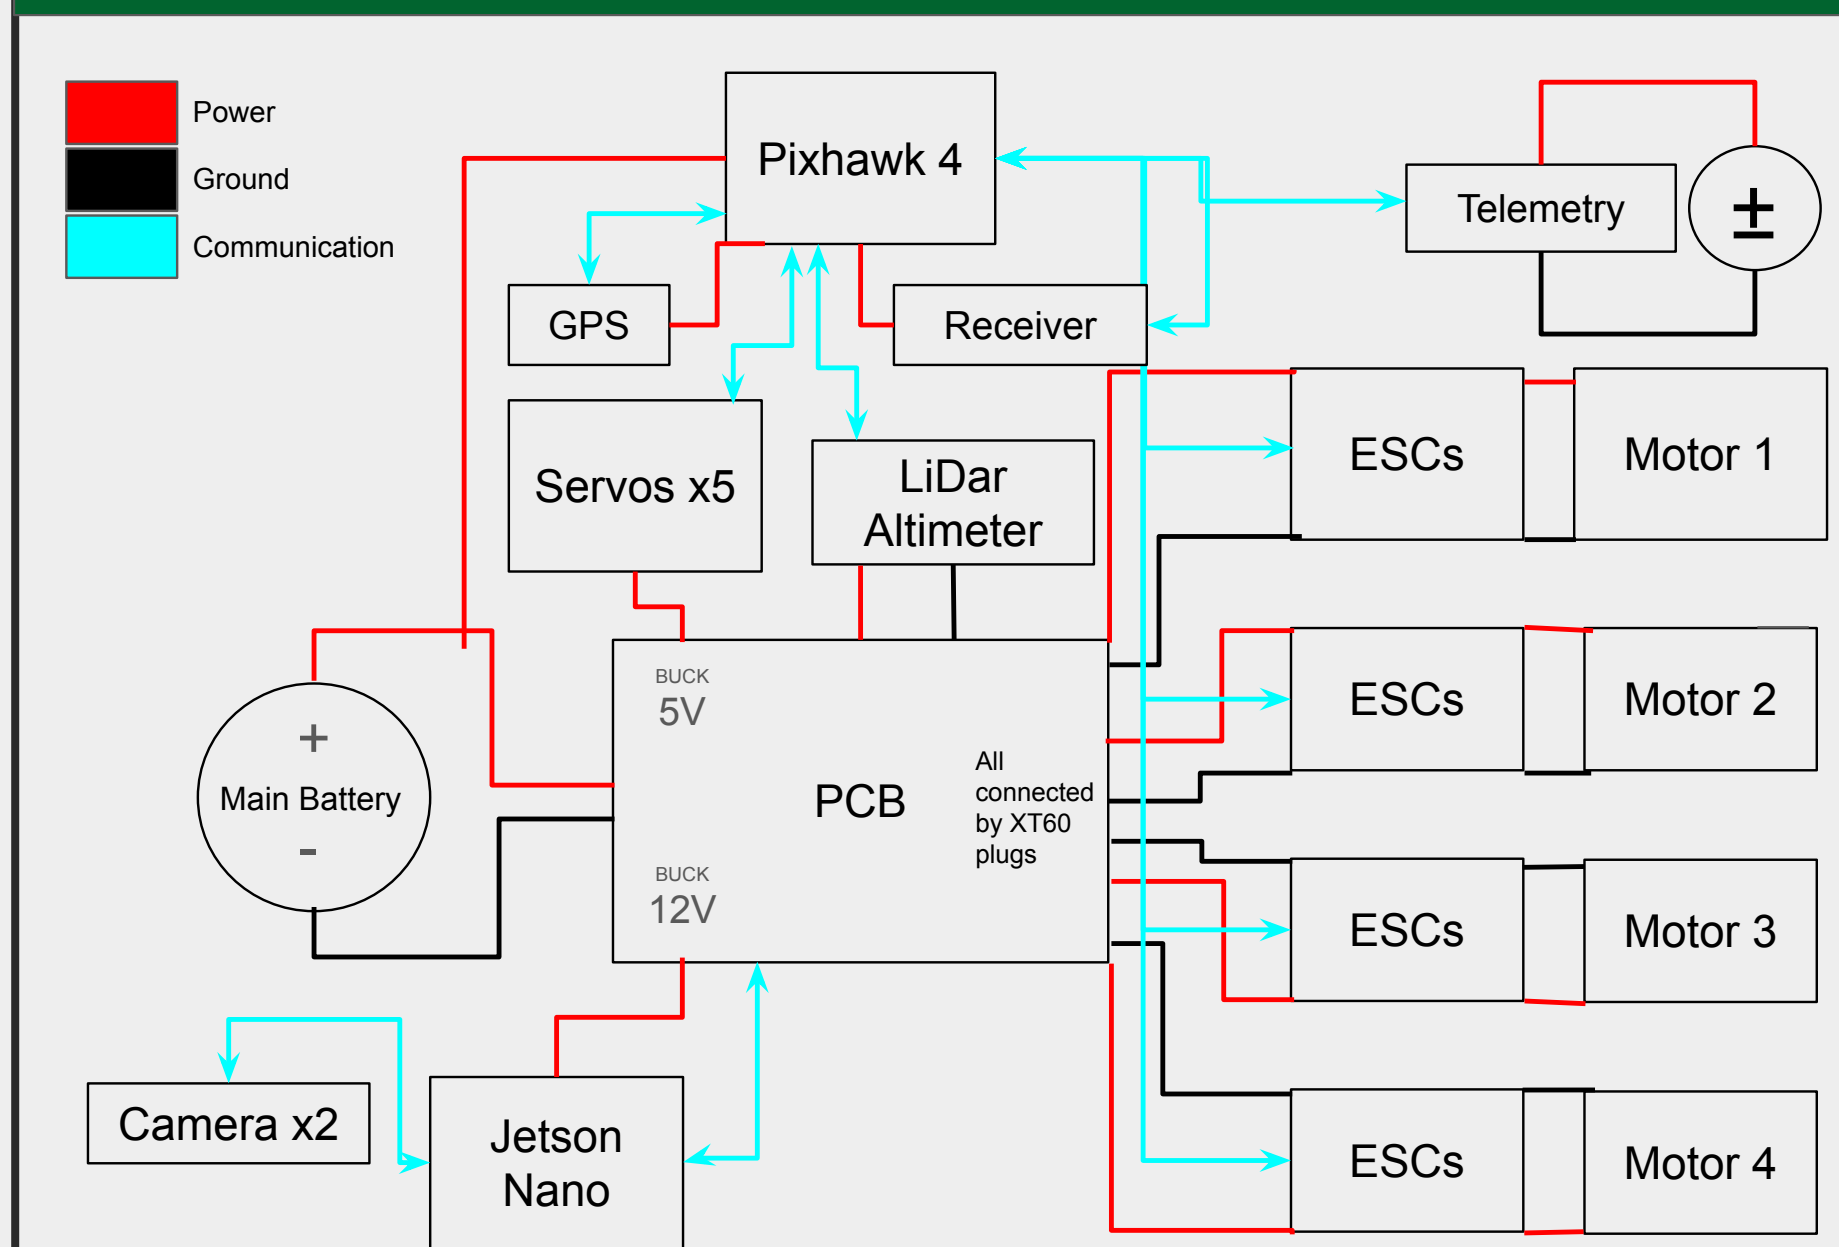 Power
Ground
Communication
Pixhawk 4
Telemetry
±
GPS
Receiver
Servos x5
LiDar
Altimeter
ESCs
Motor 1
BUCK
5V
ESCs
Motor 2
+
Main Battery
-
PCB
All
connected
by XT60
plugs
BUCK
12V
ESCs
Motor 3
Camera x2
Jetson
Nano
ESCs
Motor 4